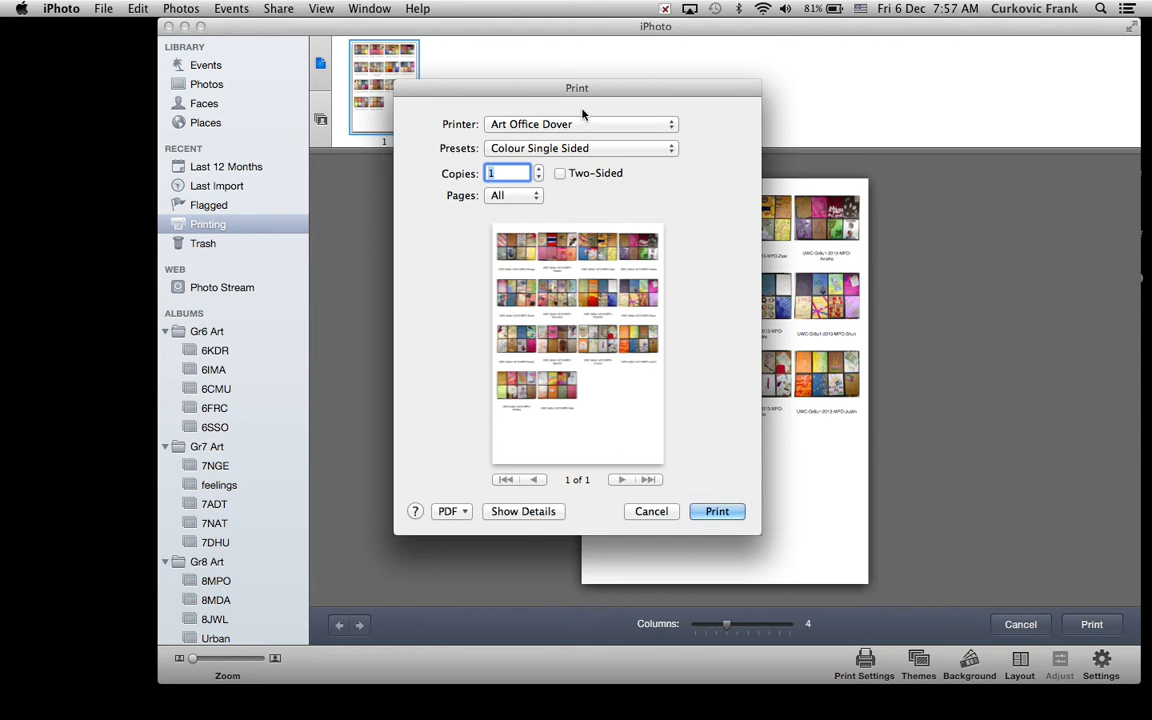 iPhoto File Edit Photos Events Share View Window Help 81% Fri 6 Dec 7:57 AM Curkovic Frank
iPhoto
LIBRARY
Events
Photos
Faces
Places
RECENT
Last 12 Months
Last Import
Flagged
Printing
Trash
WEB
Photo Stream
ALBUMS
Gr6 Art
6KDR
6IMA
6CMU
6FRC
6SSO
Gr7 Art
7NGE
feelings
7ADT
7NAT
7DHU
Gr8 Art
8MPO
8MDA
8JWL
Urban
Zoom
1
Print
Printer: Art Office Dover
Presets: Colour Single Sided
Copies: 1 Two-Sided
Pages: All
1 of 1
? PDF Show Details Cancel Print
Columns: 4 Cancel Print
Print Settings Themes Background Layout Adjust Settings